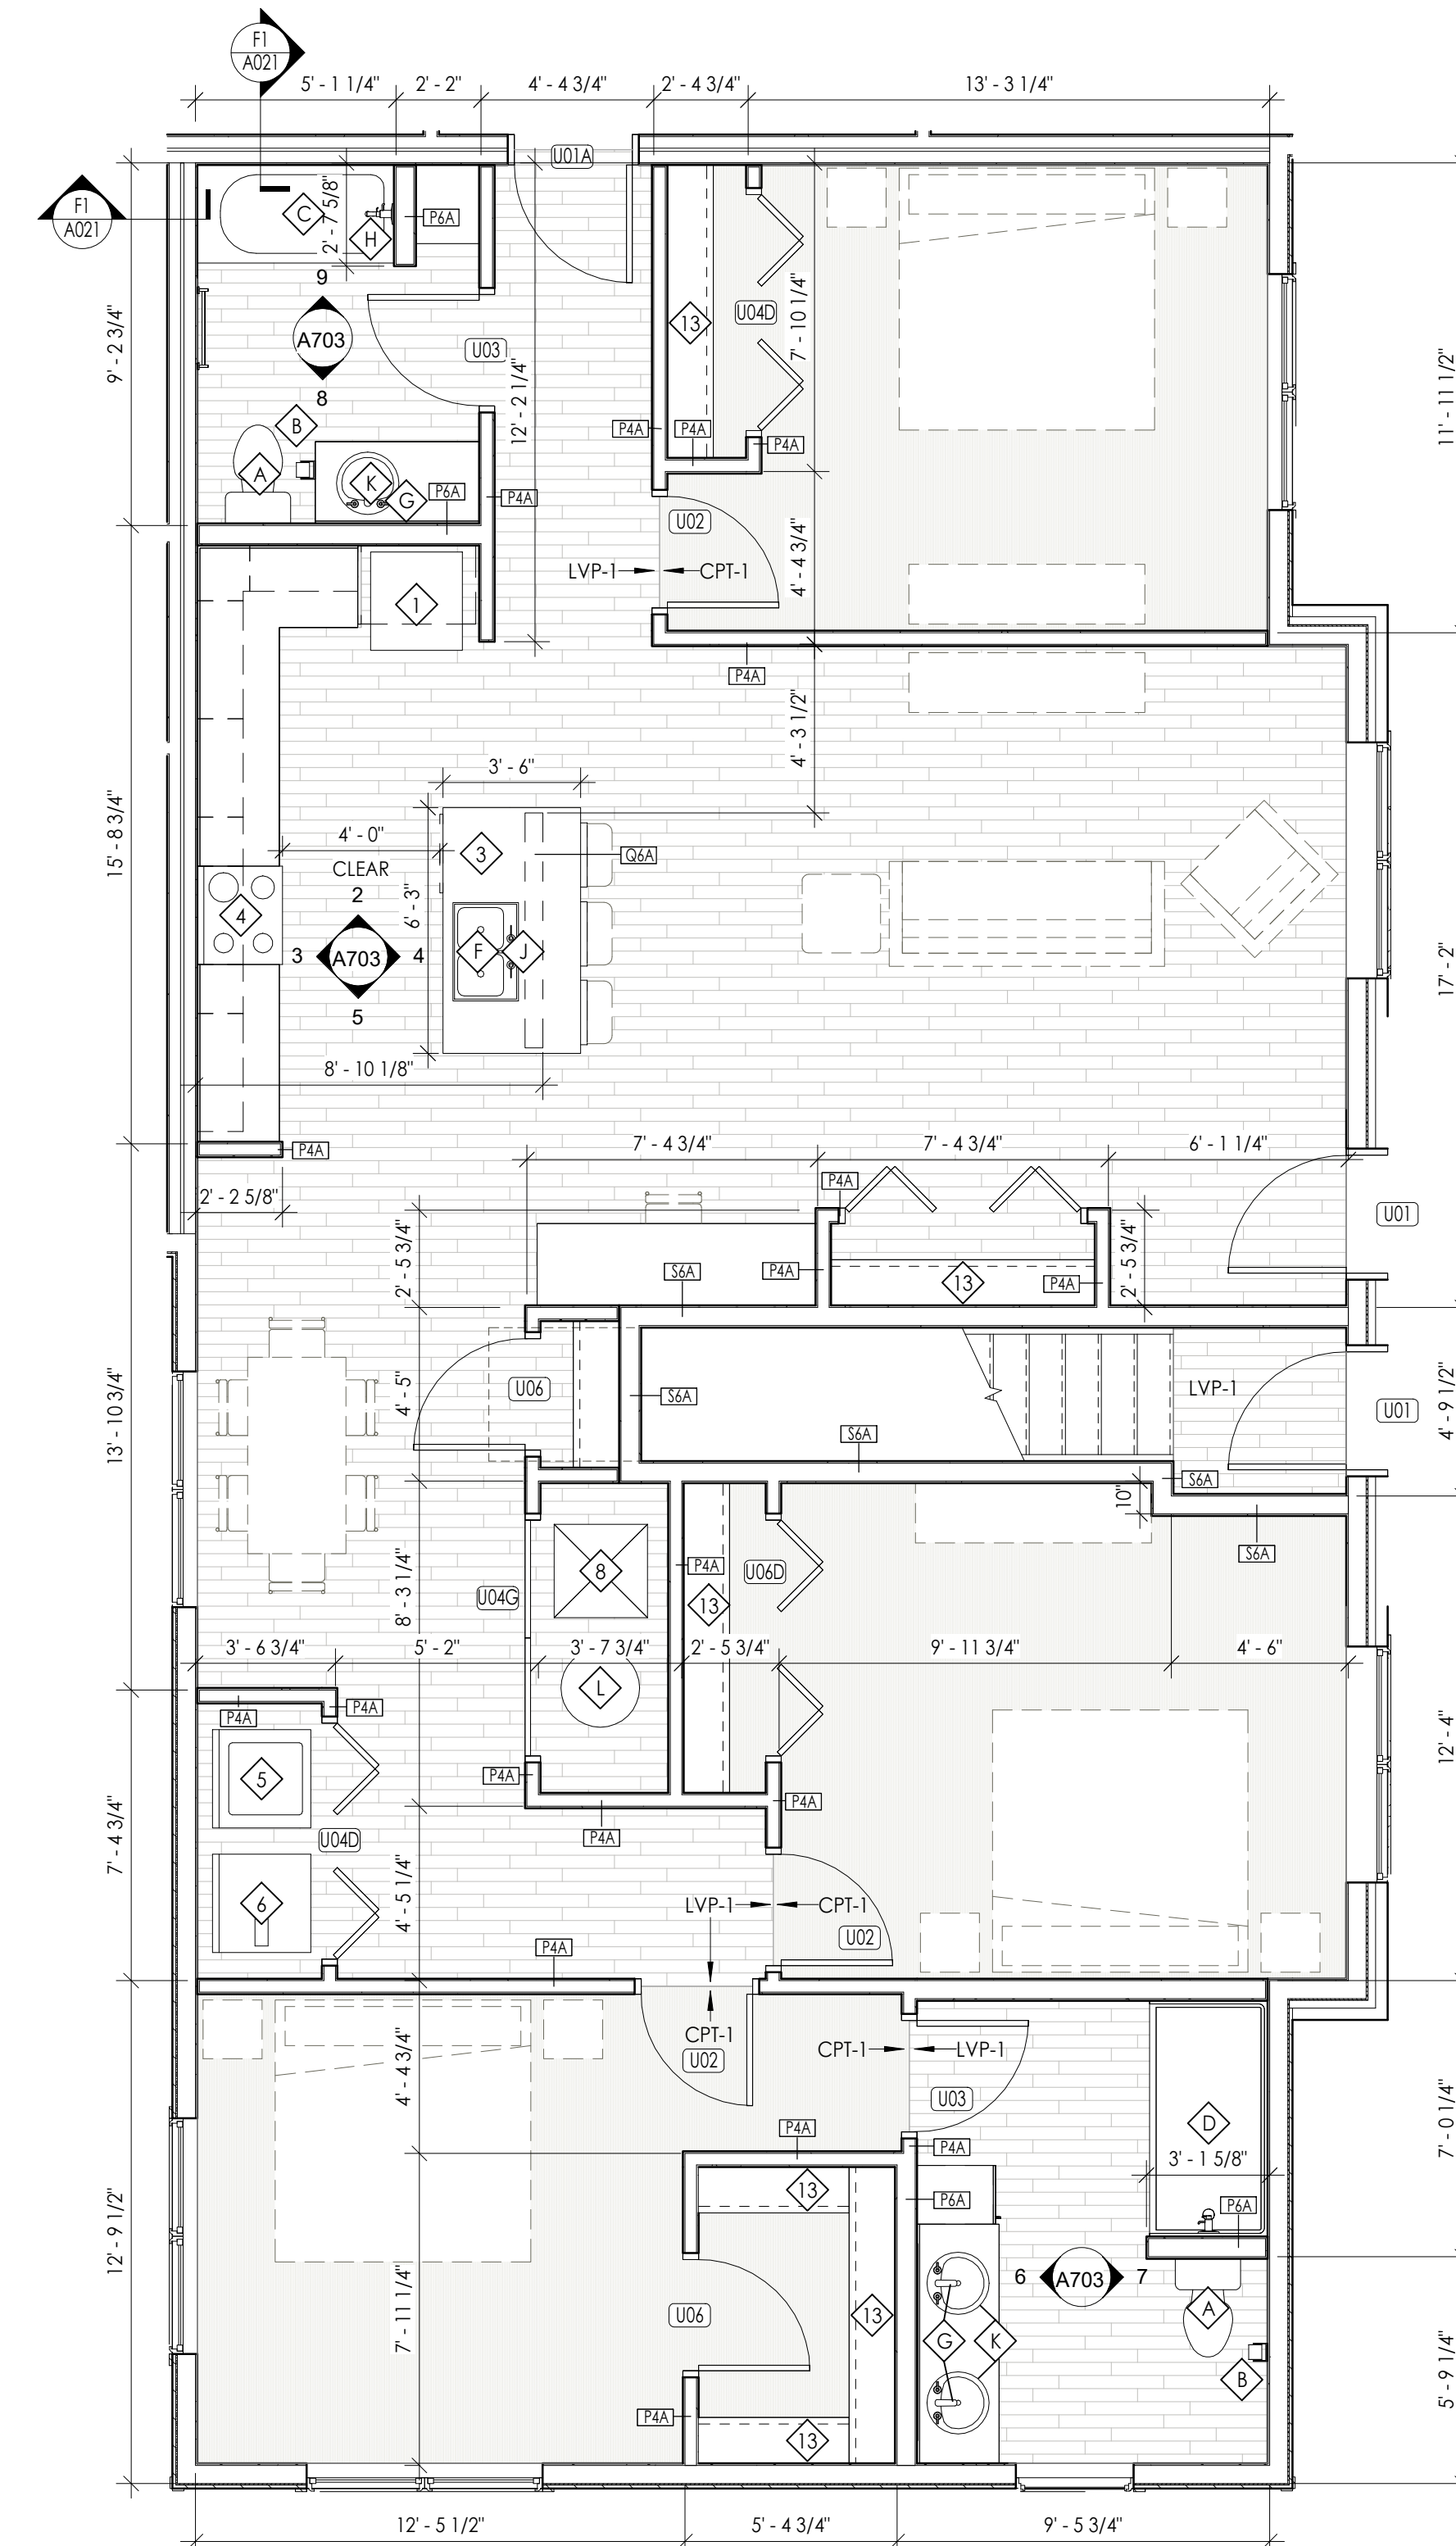 F1
A021
5' - 1 1/4"
2' - 2"
4' - 4 3/4"
2' - 4 3/4"
13' - 3 1/4"
U01A
F1
A021
C
H
2' - 7 5/8"
P6A
9
A703
8
U03
13
U04D
7' - 10 1/4"
9' - 2 3/4"
12' - 2 1/4"
11' - 11 1/2"
B
A
K
G
P6A
P4A
P4A
P4A
P4A
U02
LVP-1
CPT-1
4' - 4 3/4"
1
P4A
4' - 3 1/2"
3' - 6"
15' - 8 3/4"
4' - 0"
CLEAR
2
3
A703
4
5
4
3
Q6A
6' - 3"
F
J
17' - 2"
8' - 10 1/8"
P4A
2' - 2 5/8"
7' - 4 3/4"
7' - 4 3/4"
6' - 1 1/4"
P4A
U01
2' - 5 3/4"
S6A
P4A
13
P4A
2' - 5 3/4"
13' - 10 3/4"
4' - 5"
U06
S6A
S6A
LVP-1
U01
4' - 9 1/2"
S6A
10"
S6A
8
P4A
U06D
13
U04G
8' - 3 1/4"
3' - 6 3/4"
5' - 2"
3' - 7 3/4"
2' - 5 3/4"
9' - 11 3/4"
4' - 6"
L
P4A
P4A
5
P4A
P4A
P4A
12' - 4"
7' - 4 3/4"
U04D
6
4' - 5 1/4"
LVP-1
CPT-1
U02
P4A
CPT-1
U02
CPT-1
LVP-1
U03
4' - 4 3/4"
P4A
P4A
D
3' - 1 5/8"
7' - 0 1/4"
13
P6A
P6A
12' - 9 1/2"
7' - 11 1/4"
U06
13
6
A703
7
A
G
K
B
P4A
13
5' - 9 1/4"
12' - 5 1/2"
5' - 4 3/4"
9' - 5 3/4"